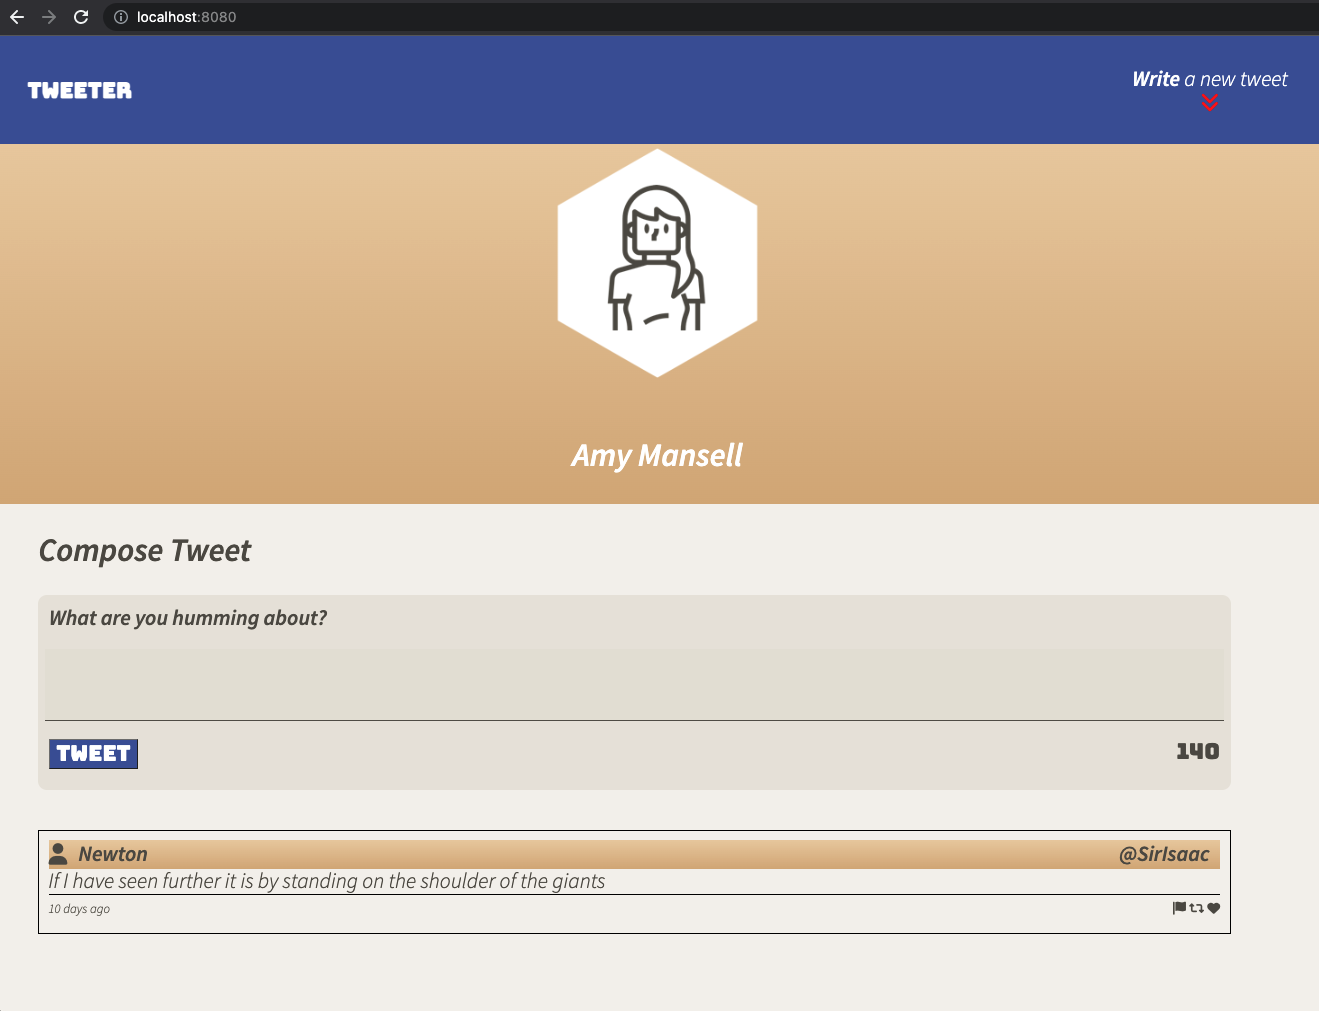 localhost:8080
TWEETER
Write a new tweet
Amy Mansell
Compose Tweet
What are you humming about?
TWEET
140
Newton
@SirIsaac
If I have seen further it is by standing on the shoulder of the giants
10 days ago